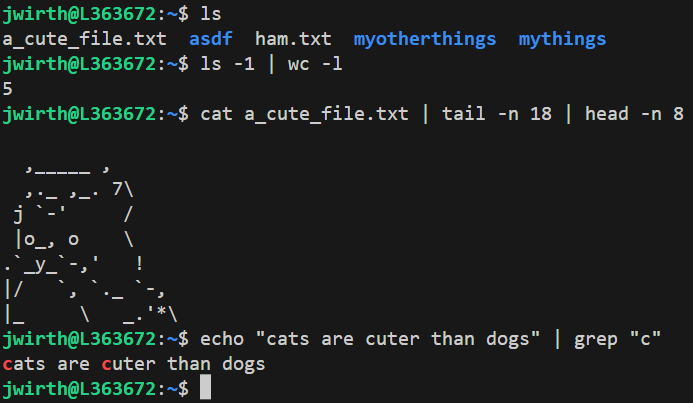 jwirth@L363672:~$ ls
a_cute_file.txt  asdf  ham.txt  myotherthings  mythings
jwirth@L363672:~$ ls -1 | wc -l
5
jwirth@L363672:~$ cat a_cute_file.txt | tail -n 18 | head -n 8

  ,_____ ,
  ,._ ,_. 7\
 j `-'     /
 |o_, o    \
.`_y_`-,'   !
|/   `, `._ `-,
|_     \   _.'*\
jwirth@L363672:~$ echo "cats are cuter than dogs" | grep "c"
cats are cuter than dogs
jwirth@L363672:~$